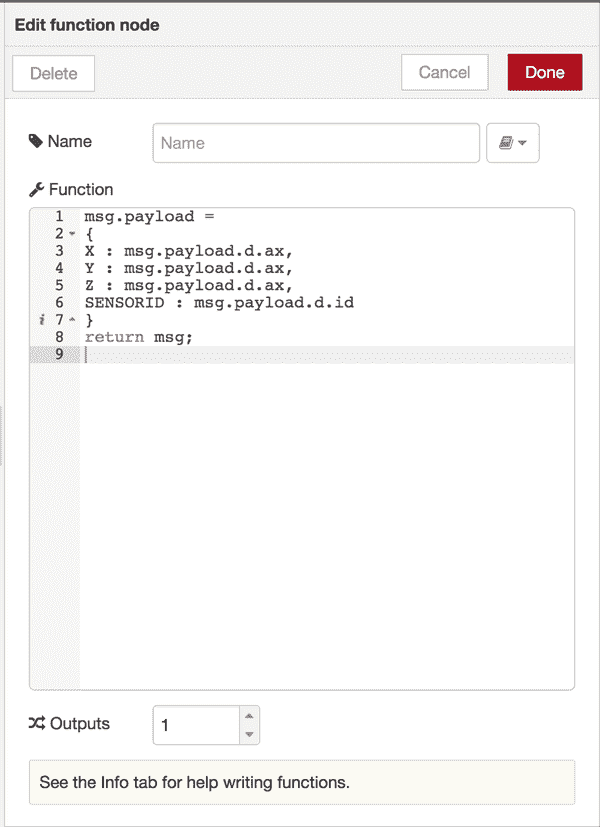 Edit function node
Delete
Cancel
Done
Name
Name
Function
1 msg.payload =
2 {
3 X : msg.payload.d.ax,
4 Y : msg.payload.d.ax,
5 Z : msg.payload.d.ax,
6 SENSORID : msg.payload.d.id
i 7 }
8 return msg;
9
Outputs
1
See the Info tab for help writing functions.